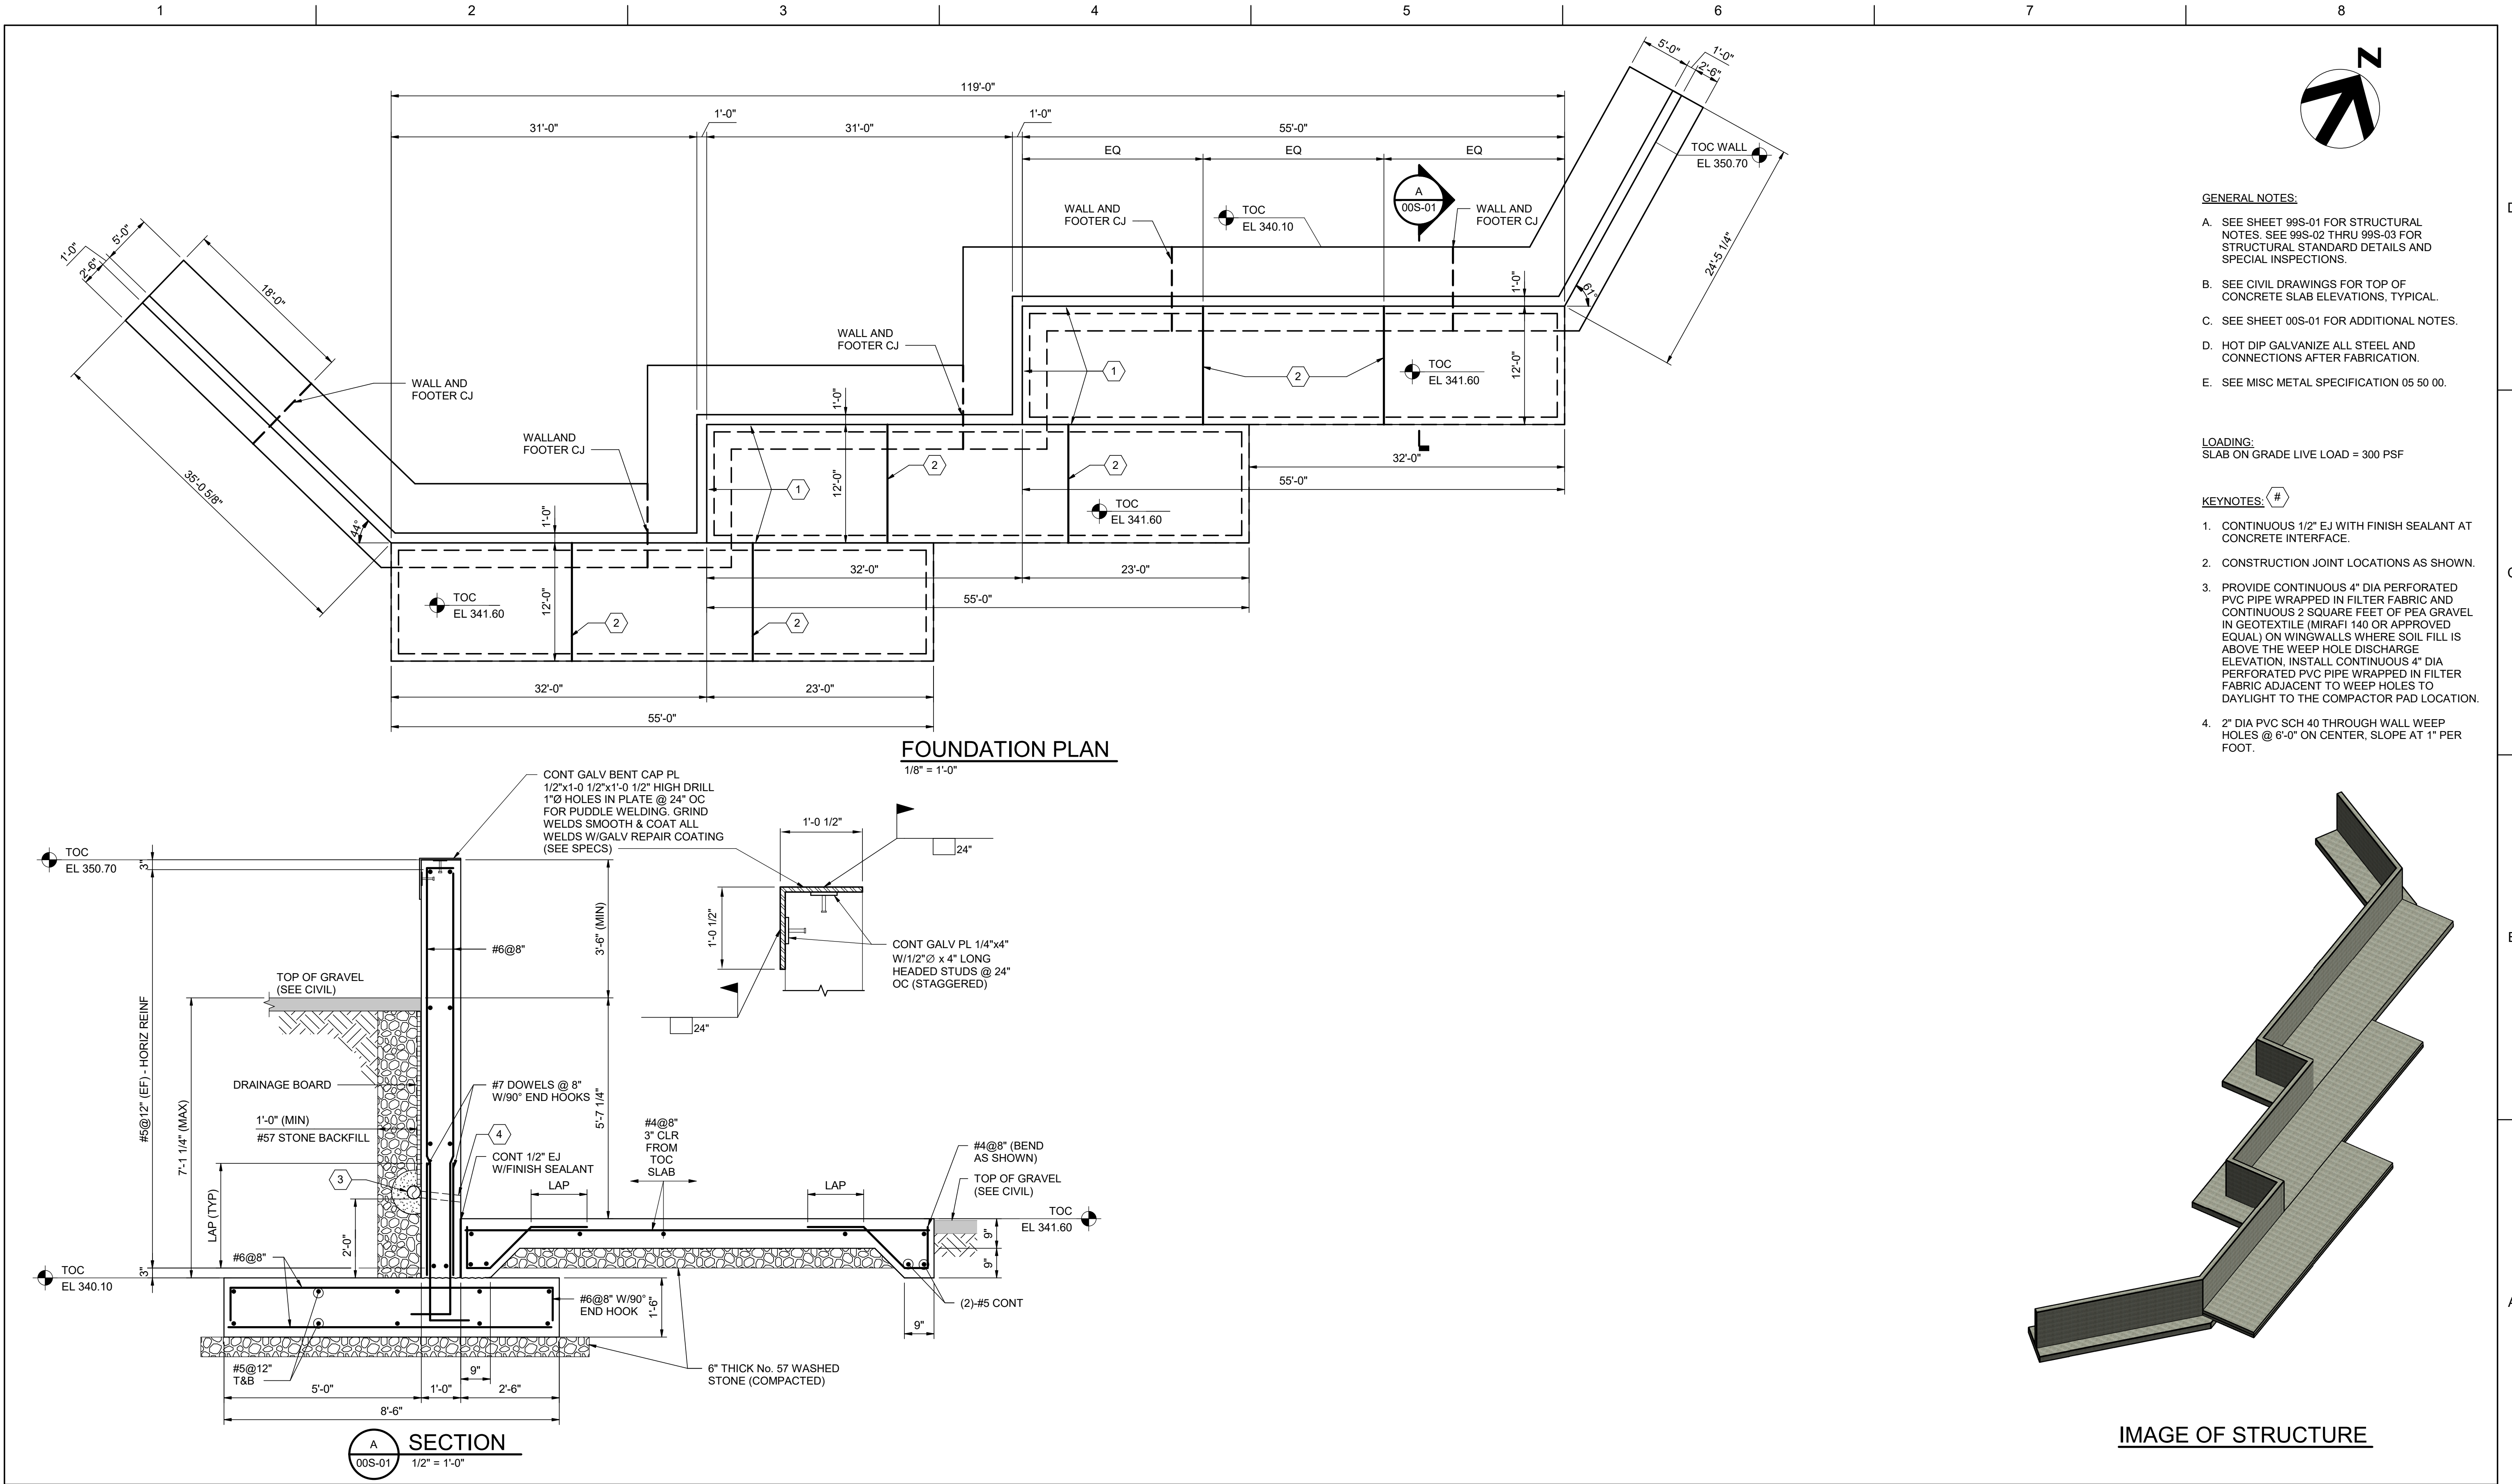 1 2 3 4 5 6 7 8
119'-0"
31'-0"
1'-0"
31'-0"
1'-0"
55'-0"
EQ
EQ
EQ
5'-0"
1'-0"
2'-6"
N
TOC WALL
EL 350.70
A
00S-01
WALL AND
FOOTER CJ
TOC
EL 340.10
WALL AND
FOOTER CJ
24'-5 1/4"
61°
1'-0"
12'-0"
1'-0"
2'-6"
5'-0"
18'-0"
WALL AND
FOOTER CJ
35'-0 5/8"
44°
WALL AND
FOOTER CJ
1
2
TOC
EL 341.60
1'-0"
WALLAND
FOOTER CJ
12'-0"
1
2
2
TOC
EL 341.60
32'-0"
55'-0"
1'-0"
12'-0"
TOC
EL 341.60
2
2
32'-0"
23'-0"
55'-0"
32'-0"
23'-0"
55'-0"
FOUNDATION PLAN
1/8" = 1'-0"
GENERAL NOTES:
A. SEE SHEET 99S-01 FOR STRUCTURAL
NOTES. SEE 99S-02 THRU 99S-03 FOR
STRUCTURAL STANDARD DETAILS AND
SPECIAL INSPECTIONS.
B. SEE CIVIL DRAWINGS FOR TOP OF
CONCRETE SLAB ELEVATIONS, TYPICAL.
C. SEE SHEET 00S-01 FOR ADDITIONAL NOTES.
D. HOT DIP GALVANIZE ALL STEEL AND
CONNECTIONS AFTER FABRICATION.
E. SEE MISC METAL SPECIFICATION 05 50 00.
LOADING:
SLAB ON GRADE LIVE LOAD = 300 PSF
KEYNOTES: #
1. CONTINUOUS 1/2" EJ WITH FINISH SEALANT AT
CONCRETE INTERFACE.
2. CONSTRUCTION JOINT LOCATIONS AS SHOWN.
3. PROVIDE CONTINUOUS 4" DIA PERFORATED
PVC PIPE WRAPPED IN FILTER FABRIC AND
CONTINUOUS 2 SQUARE FEET OF PEA GRAVEL
IN GEOTEXTILE (MIRAFI 140 OR APPROVED
EQUAL) ON WINGWALLS WHERE SOIL FILL IS
ABOVE THE WEEP HOLE DISCHARGE
ELEVATION, INSTALL CONTINUOUS 4" DIA
PERFORATED PVC PIPE WRAPPED IN FILTER
FABRIC ADJACENT TO WEEP HOLES TO
DAYLIGHT TO THE COMPACTOR PAD LOCATION.
4. 2" DIA PVC SCH 40 THROUGH WALL WEEP
HOLES @ 6'-0" ON CENTER, SLOPE AT 1" PER
FOOT.
CONT GALV BENT CAP PL
1/2"x1-0 1/2"x1'-0 1/2" HIGH DRILL
1"Ø HOLES IN PLATE @ 24" OC
FOR PUDDLE WELDING. GRIND
WELDS SMOOTH & COAT ALL
WELDS W/GALV REPAIR COATING
(SEE SPECS)
1'-0 1/2"
24"
1'-0 1/2"
CONT GALV PL 1/4"x4"
W/1/2"Ø x 4" LONG
HEADED STUDS @ 24"
OC (STAGGERED)
24"
TOC
EL 350.70
3"
#5@12" (EF) - HORIZ REINF
3'-6" (MIN)
#6@8"
TOP OF GRAVEL
(SEE CIVIL)
7'-1 1/4" (MAX)
DRAINAGE BOARD
1'-0" (MIN)
#57 STONE BACKFILL
#7 DOWELS @ 8"
W/90° END HOOKS
5'-7 1/4"
4
CONT 1/2" EJ
W/FINISH SEALANT
LAP
#4@8"
3" CLR
FROM
TOC
SLAB
LAP
#4@8" (BEND
AS SHOWN)
TOP OF GRAVEL
(SEE CIVIL)
TOC
EL 341.60
9"
9"
3
LAP (TYP)
2'-0"
#6@8"
TOC
EL 340.10
3"
#6@8" W/90°
END HOOK
1'-6"
(2)-#5 CONT
9"
#5@12"
T&B
9"
6" THICK No. 57 WASHED
STONE (COMPACTED)
5'-0"
1'-0"
2'-6"
8'-6"
A
00S-01
SECTION
1/2" = 1'-0"
IMAGE OF STRUCTURE